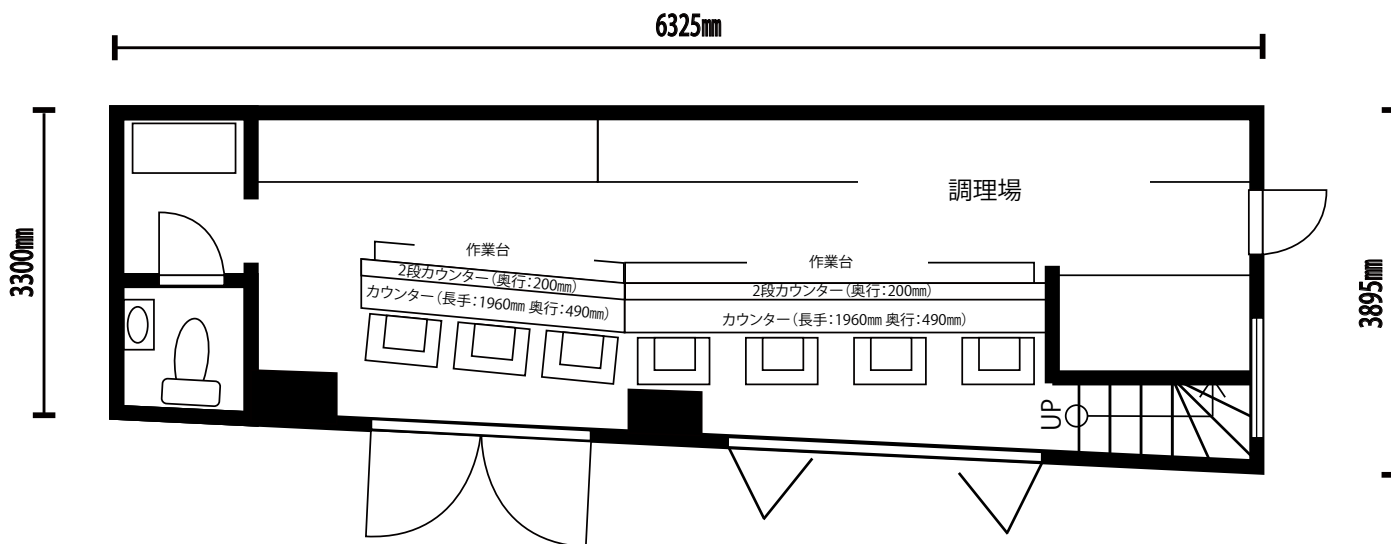 6325㎜
3300㎜
調理場
作業台
作業台
2段カウンター（奥行：200㎜）
2段カウンター（奥行：200㎜）
カウンター（長手：1960㎜ 奥行：490㎜）
カウンター（長手：1960㎜ 奥行：490㎜）
3895㎜
UP